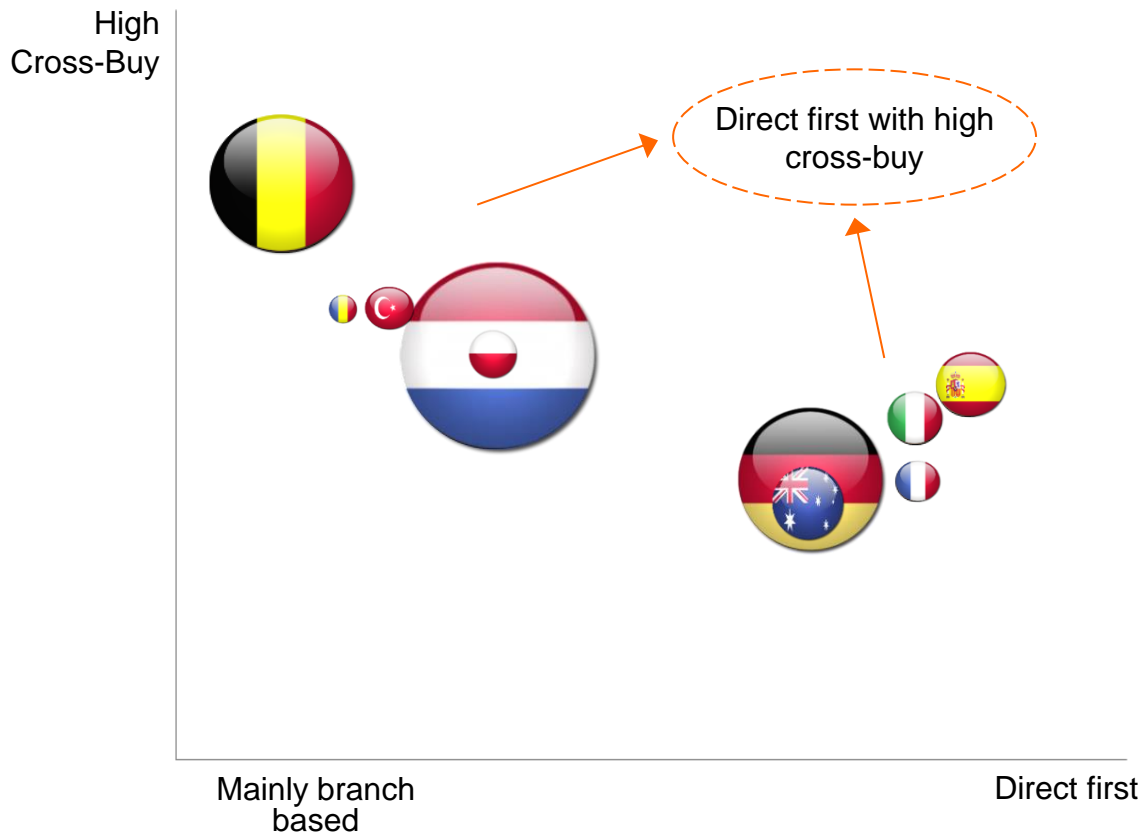 High
Cross-Buy
Direct first with high
cross-buy
Mainly branch
based
Direct first